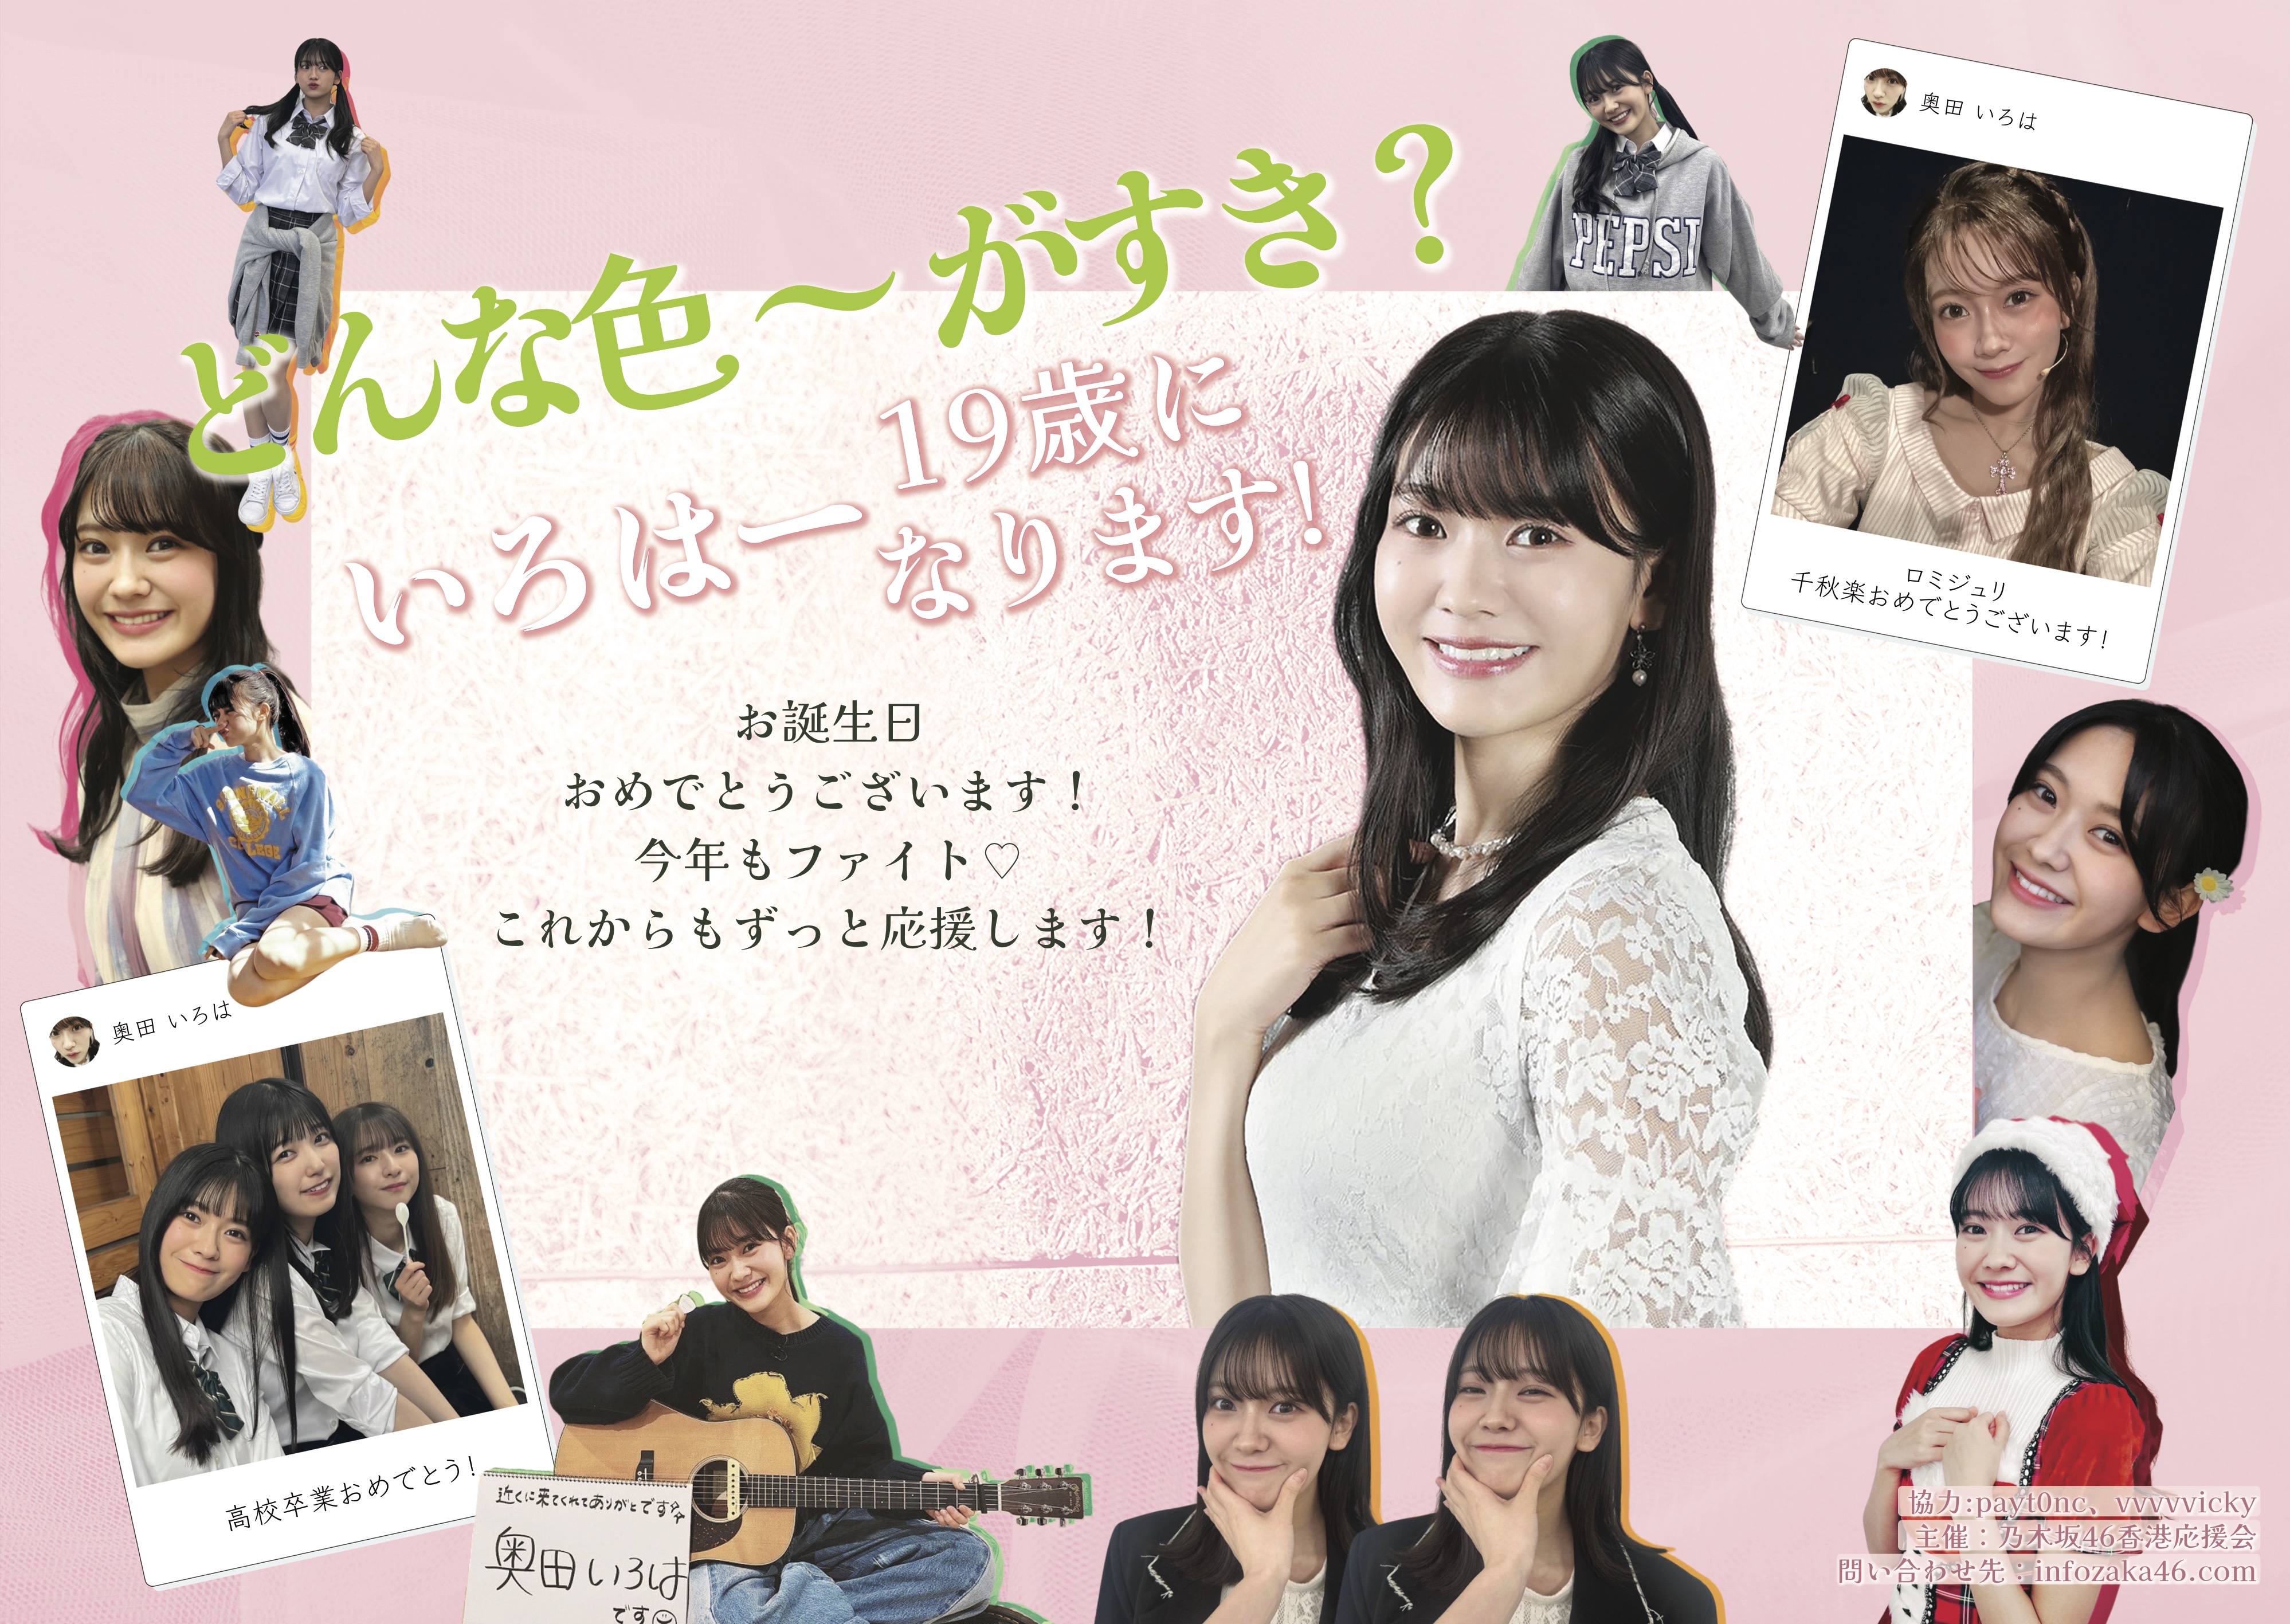 どんな色～がすき？
いろはー
19歳に
なります!
お誕生日
おめでとうございます！
今年もファイト♡
これからもずっと応援します！
PEPSI
奥田 いろは
ロミジュリ
千秋楽おめでとうございます!
COLLEGE
奥田 いろは
高校卒業おめでとう!
近くに来てくれてありがとです☆
奥田いろは
です☺
協力:payt0nc、vvvvvicky
主催：乃木坂46香港応援会
問い合わせ先：infozaka46.com